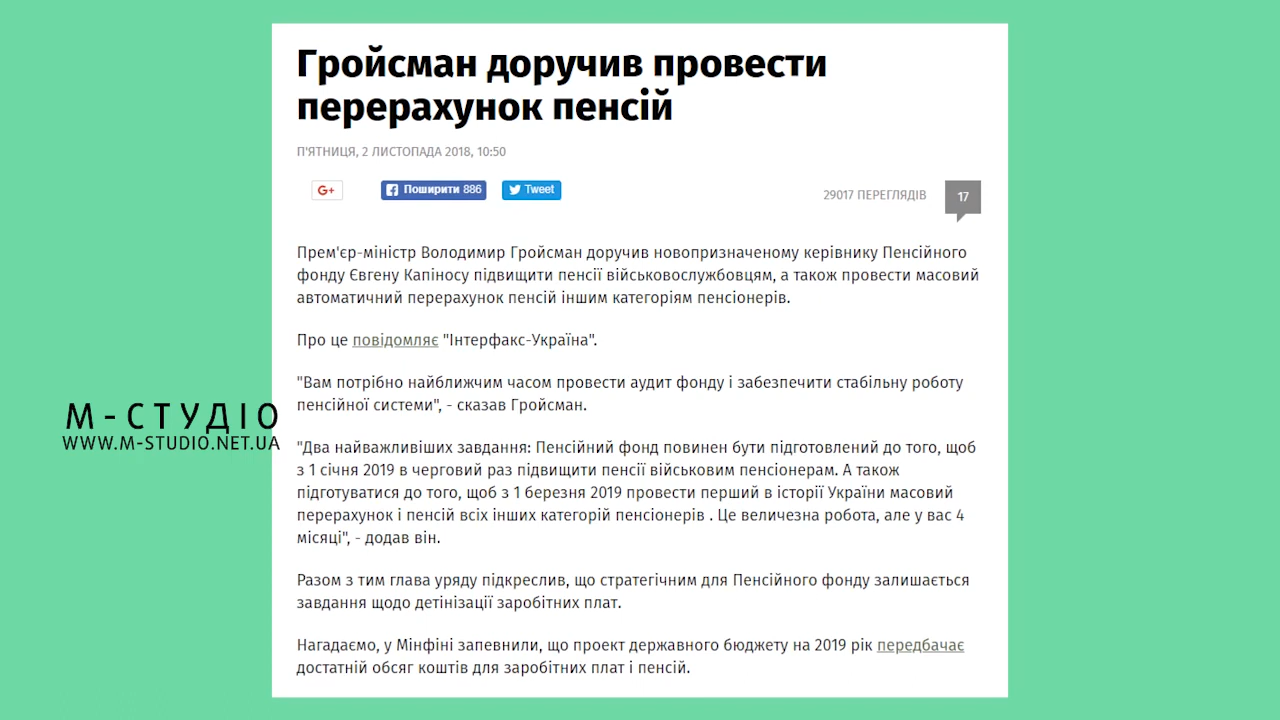 Гройсман доручив провести
перерахунок пенсій
П'ЯТНИЦЯ, 2 ЛИСТОПАДА 2018, 10:50
G+
Поширити 886
Tweet
29017 ПЕРЕГЛЯДІВ
17
Прем'єр-міністр Володимир Гройсман доручив новопризначеному керівнику Пенсійного
фонду Євгену Капіносу підвищити пенсії військовослужбовцям, а також провести масовий
автоматичний перерахунок пенсій іншим категоріям пенсіонерів.
Про це повідомляє "Інтерфакс-Україна".
"Вам потрібно найближчим часом провести аудит фонду і забезпечити стабільну роботу
пенсійної системи", - сказав Гройсман.
"Два найважливіших завдання: Пенсійний фонд повинен бути підготовлений до того, щоб
з 1 січня 2019 в черговий раз підвищити пенсії військовим пенсіонерам. А також
підготуватися до того, щоб з 1 березня 2019 провести перший в історії України масовий
перерахунок і пенсій всіх інших категорій пенсіонерів . Це величезна робота, але у вас 4
місяці", - додав він.
Разом з тим глава уряду підкреслив, що стратегічним для Пенсійного фонду залишається
завдання щодо детінізації заробітних плат.
Нагадаємо, у Мінфіні запевнили, що проект державного бюджету на 2019 рік передбачає
достатній обсяг коштів для заробітних плат і пенсій.
М-СТУДІО
WWW.M-STUDIO.NET.UA